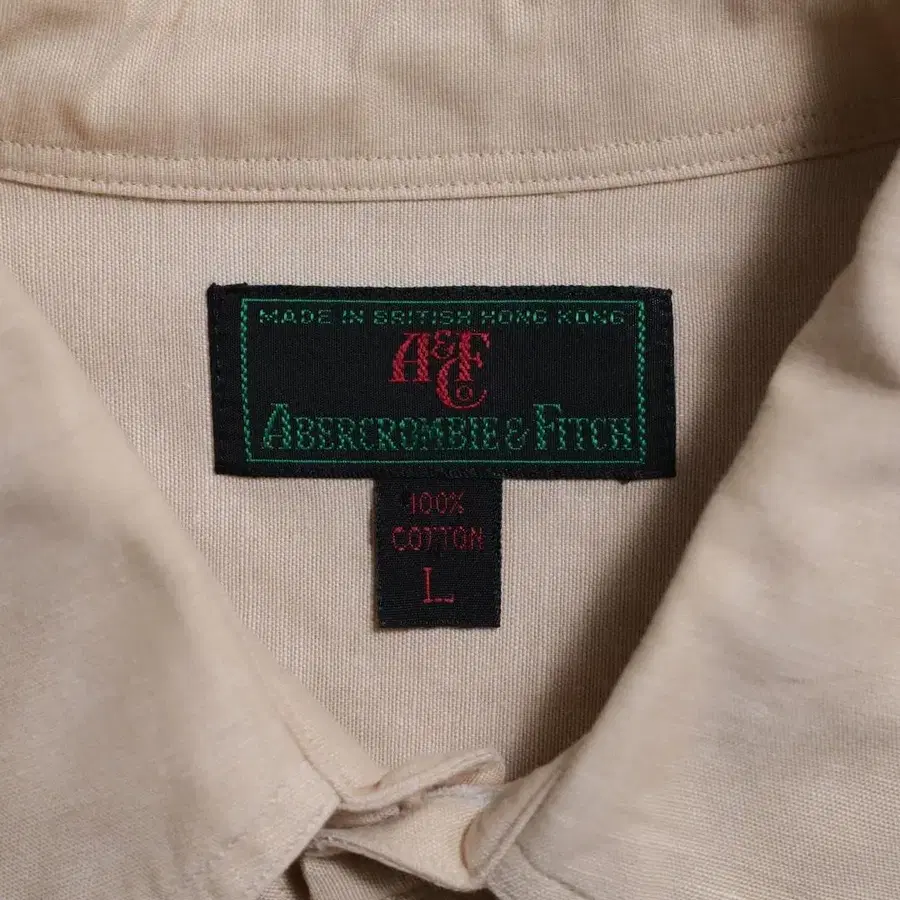 MADE IN BRITISH HONG KONG
A&F Co
ABERCROMBIE & FITCH
100%
COTTON
L